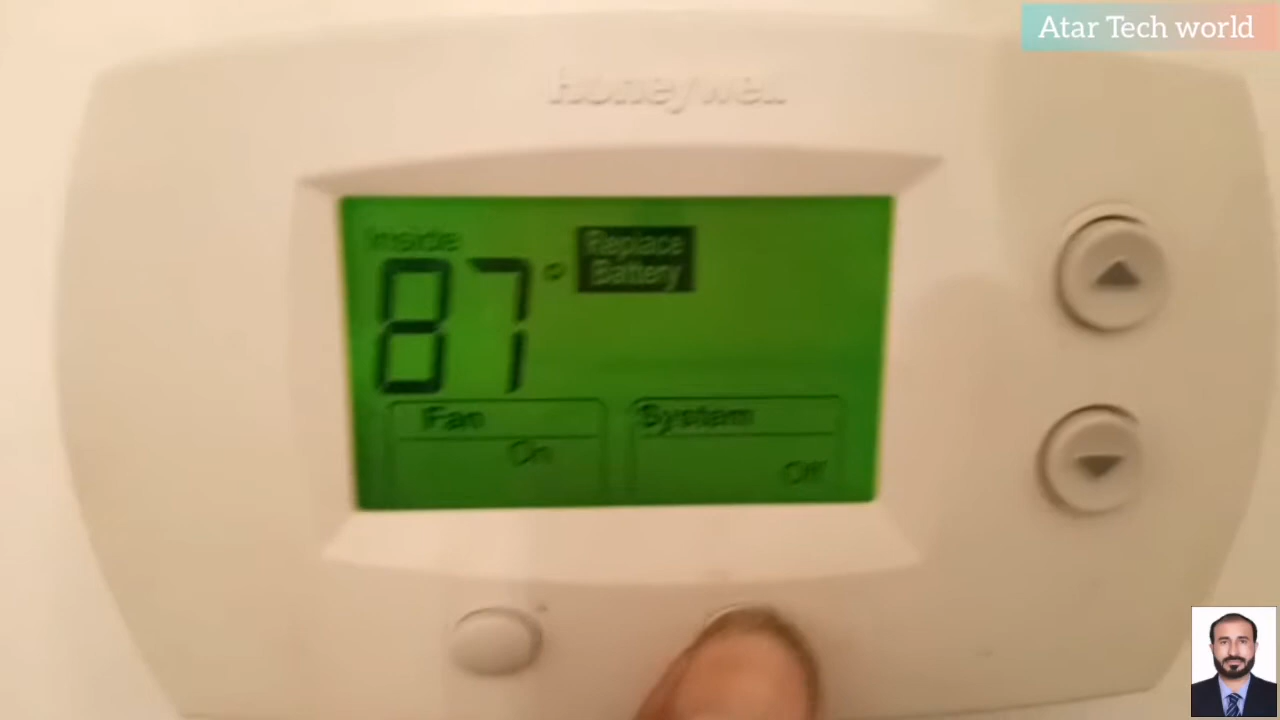 Atar Tech world
Honeywell
Inside
Replace
Battery
87°
Fan
System
On
Off